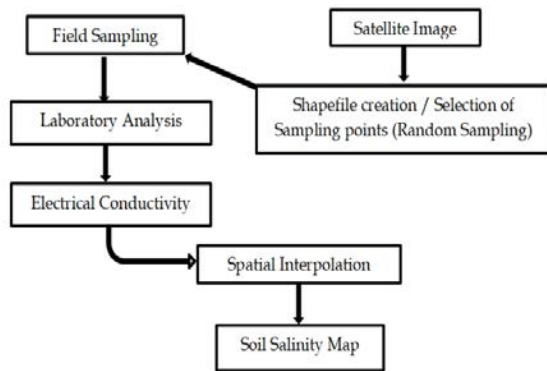 Field Sampling
Satellite Image
Shapefile creation / Selection of
Sampling points (Random Sampling)
Laboratory Analysis
Electrical Conductivity
Spatial Interpolation
Soil Salinity Map